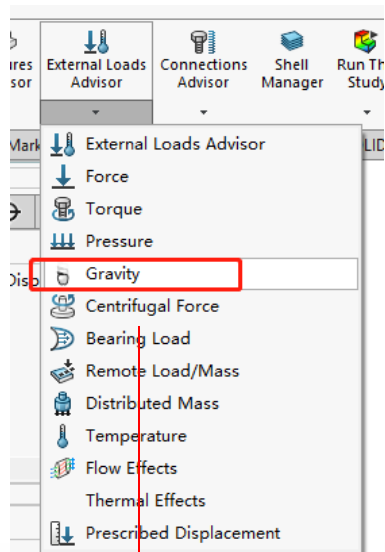 ires External Loads Connections Shell Run Th
sor Advisor Advisor Manager Study
Mark
External Loads Advisor
LID
Force
Torque
Pressure
Disp
Gravity
Centrifugal Force
Bearing Load
Remote Load/Mass
Distributed Mass
Temperature
Flow Effects
Thermal Effects
Prescribed Displacement